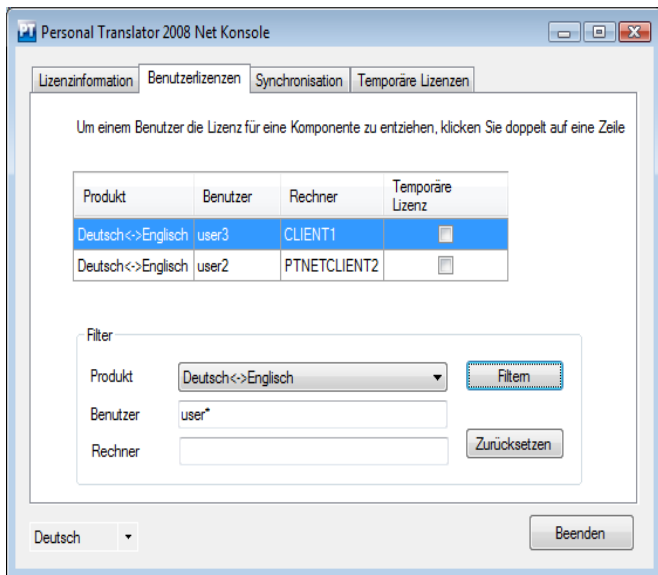 PT Personal Translator 2008 Net Konsole
Lizenzinformation Benutzerlizenzen Synchronisation Temporäre Lizenzen
Um einem Benutzer die Lizenz für eine Komponente zu entziehen, klicken Sie doppelt auf eine Zeile
Produkt Benutzer Rechner Temporäre
Lizenz
Deutsch<->Englisch user3 CLIENT1
Deutsch<->Englisch user2 PTNETCLIENT2
Filter
Produkt Deutsch<->Englisch Filtern
Benutzer user*
Rechner Zurücksetzen
Deutsch Beenden